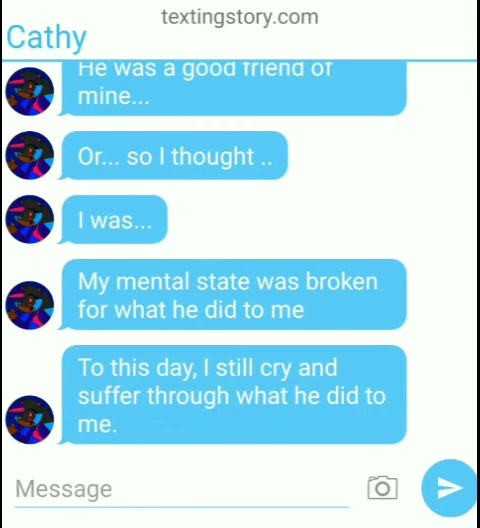 textingstory.com
Cathy
He was a good friend of
mine...
Or... so I thought ..
I was...
My mental state was broken
for what he did to me
To this day, I still cry and
suffer through what he did to
me.
Message